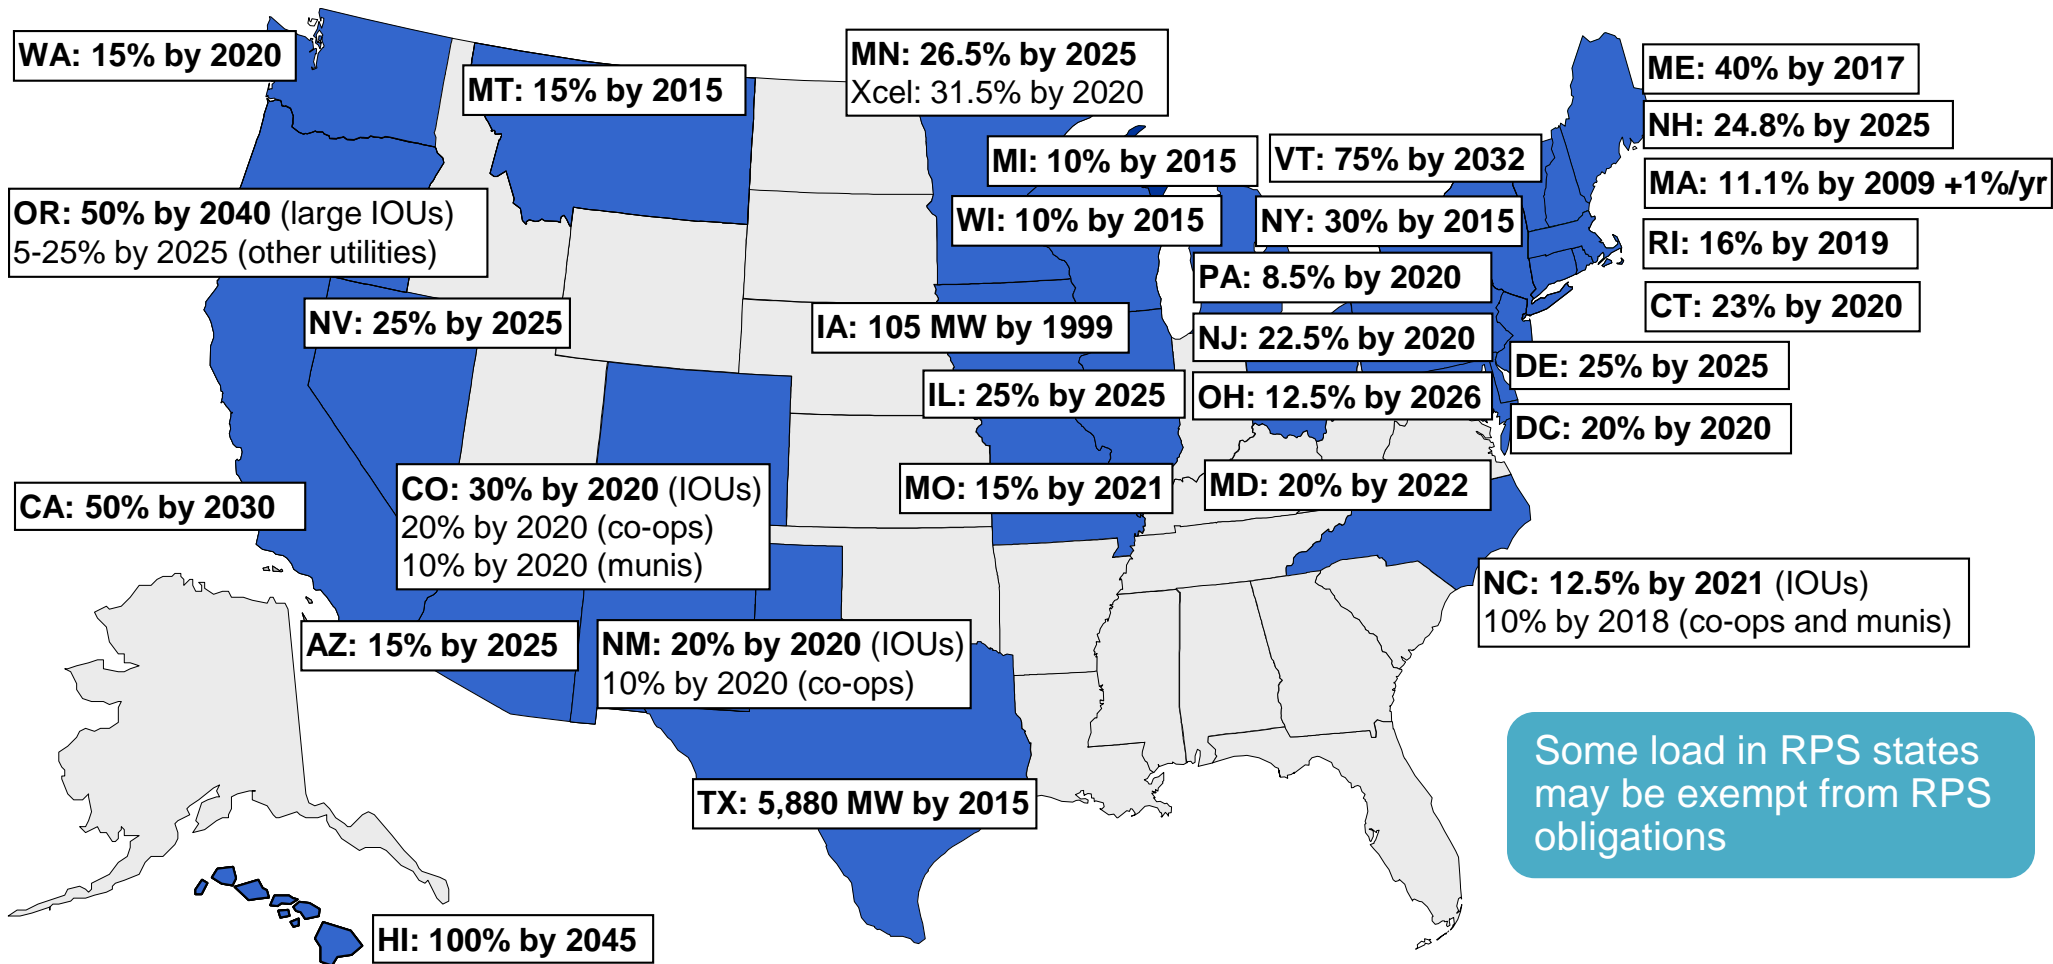 WA: 15% by 2020
MT: 15% by 2015
MN: 26.5% by 2025
Xcel: 31.5% by 2020
ME: 40% by 2017
NH: 24.8% by 2025
MI: 10% by 2015
VT: 75% by 2032
MA: 11.1% by 2009 +1%/yr
OR: 50% by 2040 (large IOUs)
5-25% by 2025 (other utilities)
WI: 10% by 2015
NY: 30% by 2015
RI: 16% by 2019
PA: 8.5% by 2020
CT: 23% by 2020
NV: 25% by 2025
IA: 105 MW by 1999
NJ: 22.5% by 2020
DE: 25% by 2025
IL: 25% by 2025
OH: 12.5% by 2026
DC: 20% by 2020
CA: 50% by 2030
CO: 30% by 2020 (IOUs)
20% by 2020 (co-ops)
10% by 2020 (munis)
MO: 15% by 2021
MD: 20% by 2022
NC: 12.5% by 2021 (IOUs)
10% by 2018 (co-ops and munis)
AZ: 15% by 2025
NM: 20% by 2020 (IOUs)
10% by 2020 (co-ops)
TX: 5,880 MW by 2015
Some load in RPS states
may be exempt from RPS
obligations
HI: 100% by 2045